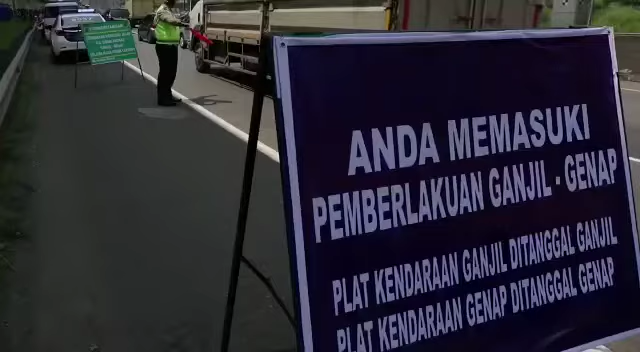 ANDA MEMASUKI
PEMBERLAKUAN GANJIL - GENAP
PLAT KENDARAAN GANJIL DITANGGAL GANJIL
PLAT KENDARAAN GENAP DITANGGAL GENAP